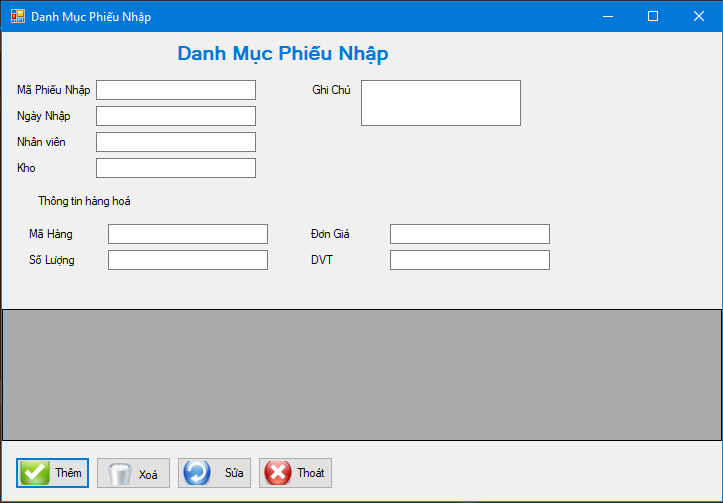 Danh Mục Phiếu Nhập
Danh Mục Phiếu Nhập
Mã Phiếu Nhập
Ghi Chú
Ngày Nhập
Nhân viên
Kho
Thông tin hàng hoá
Mã Hàng
Đơn Giá
Số Lượng
DVT
Thêm
Xoá
Sửa
Thoát